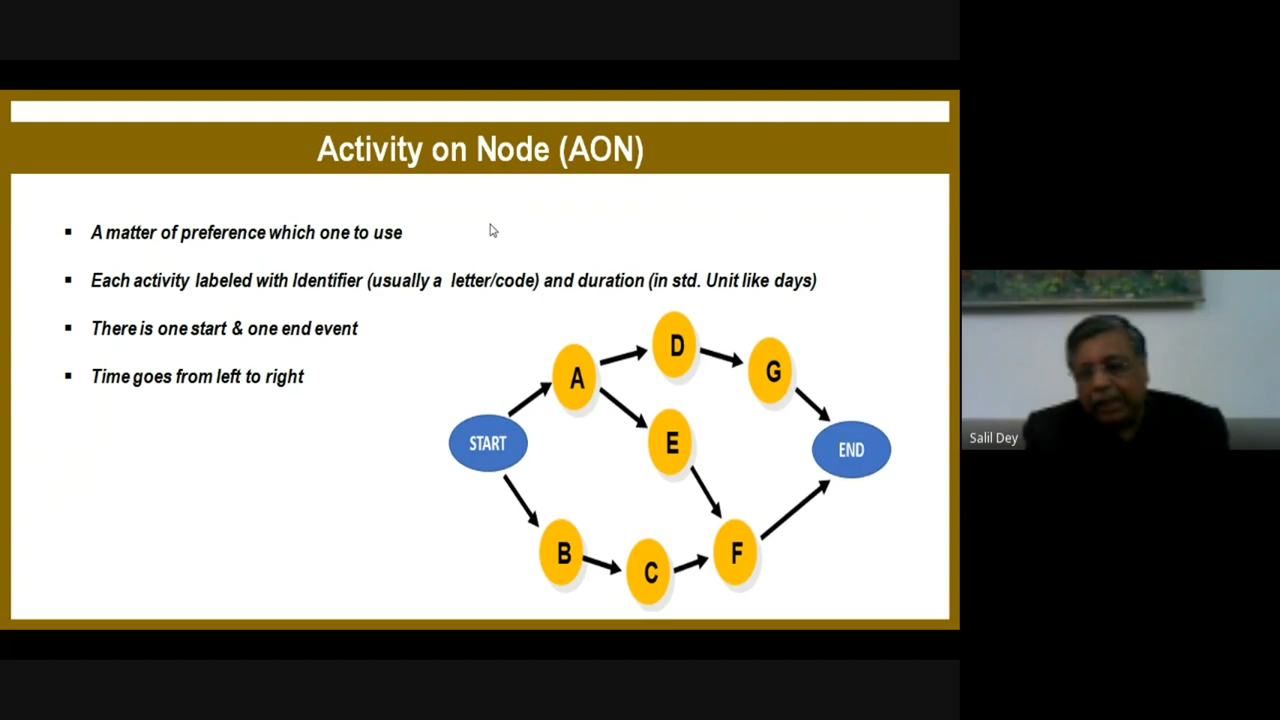 Activity on Node (AON)
▪ A matter of preference which one to use
▪ Each activity labeled with Identifier (usually a letter/code) and duration (in std. Unit like days)
▪ There is one start & one end event
▪ Time goes from left to right
D
G
A
E
START
END
B
C
F
Salil Dey